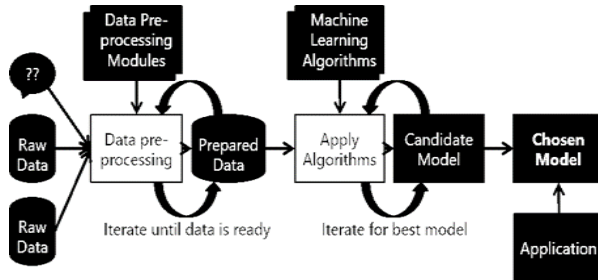 Data Pre-
processing
Modules
Machine
Learning
Algorithms
??
Raw
Data
Data pre-
processing
Prepared
Data
Apply
Algorithms
Candidate
Model
Chosen
Model
Raw
Data
Iterate until data is ready
Iterate for best model
Application